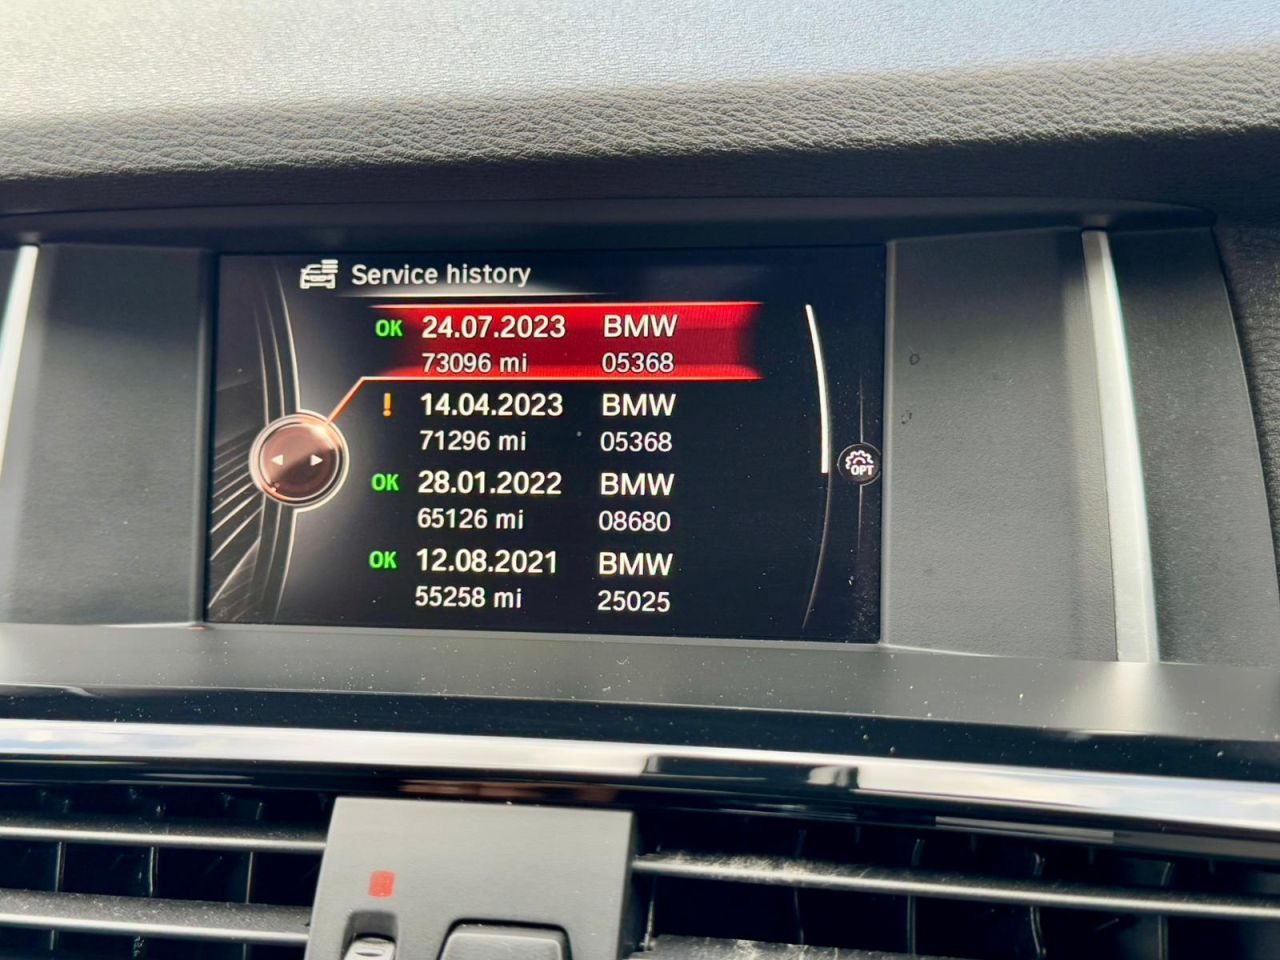 Service history
OK 24.07.2023 BMW
73096 mi 05368
! 14.04.2023 BMW
71296 mi 05368
OK 28.01.2022 BMW
65126 mi 08680
OPT
OK 12.08.2021 BMW
55258 mi 25025